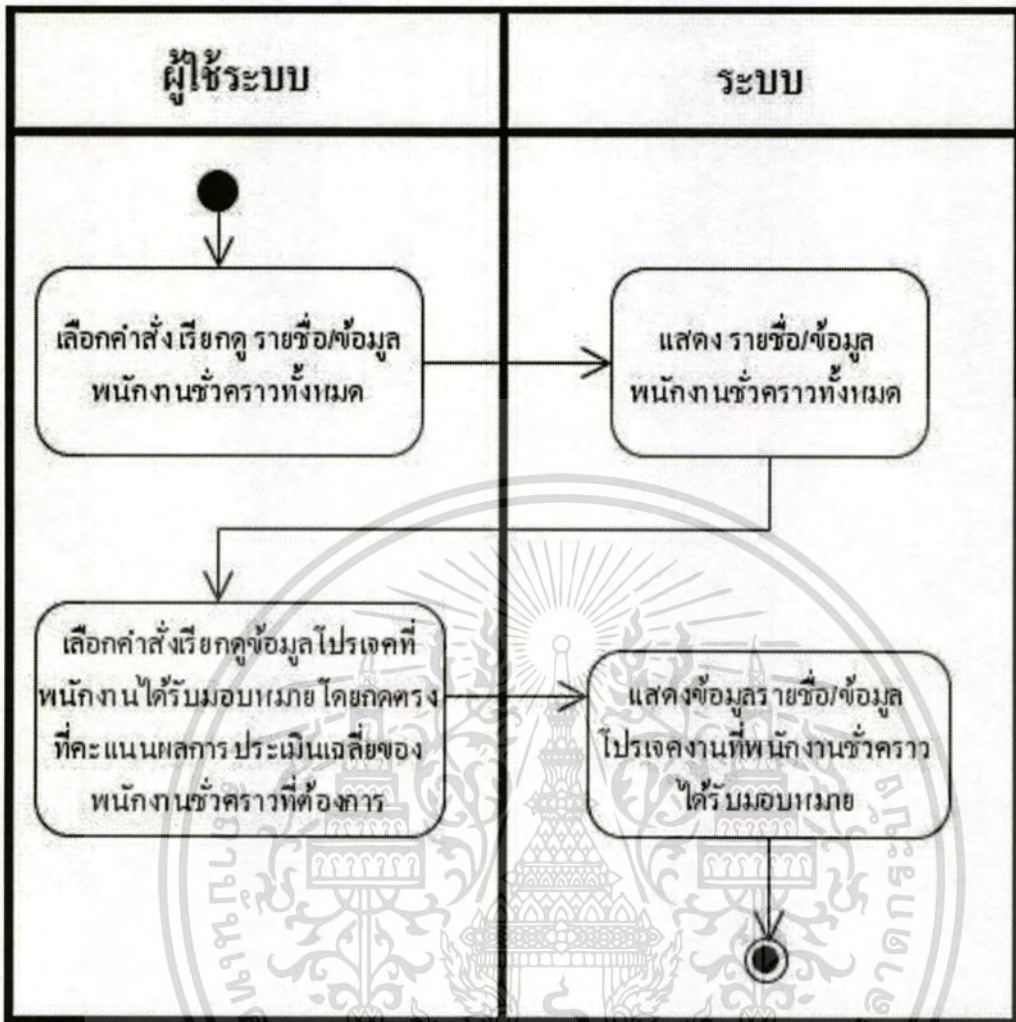 ผู้ใช้ระบบ
ระบบ
เลือกคำสั่ง เรียกดู รายชื่อ/ข้อมูล
พนักงานชั่วคราวทั้งหมด
แสดง รายชื่อ/ข้อมูล
พนักงานชั่วคราวทั้งหมด
เลือกคำสั่งเรียกดูข้อมูลโปรเจคที่
พนักงานได้รับมอบหมาย โดยกดตรง
ที่คะแนนผลการประเมินเฉลี่ยของ
พนักงานชั่วคราวที่ต้องการ
แสดงข้อมูลรายชื่อ/ข้อมูล
โปรเจคงานที่พนักงานชั่วคราว
ได้รับมอบหมาย